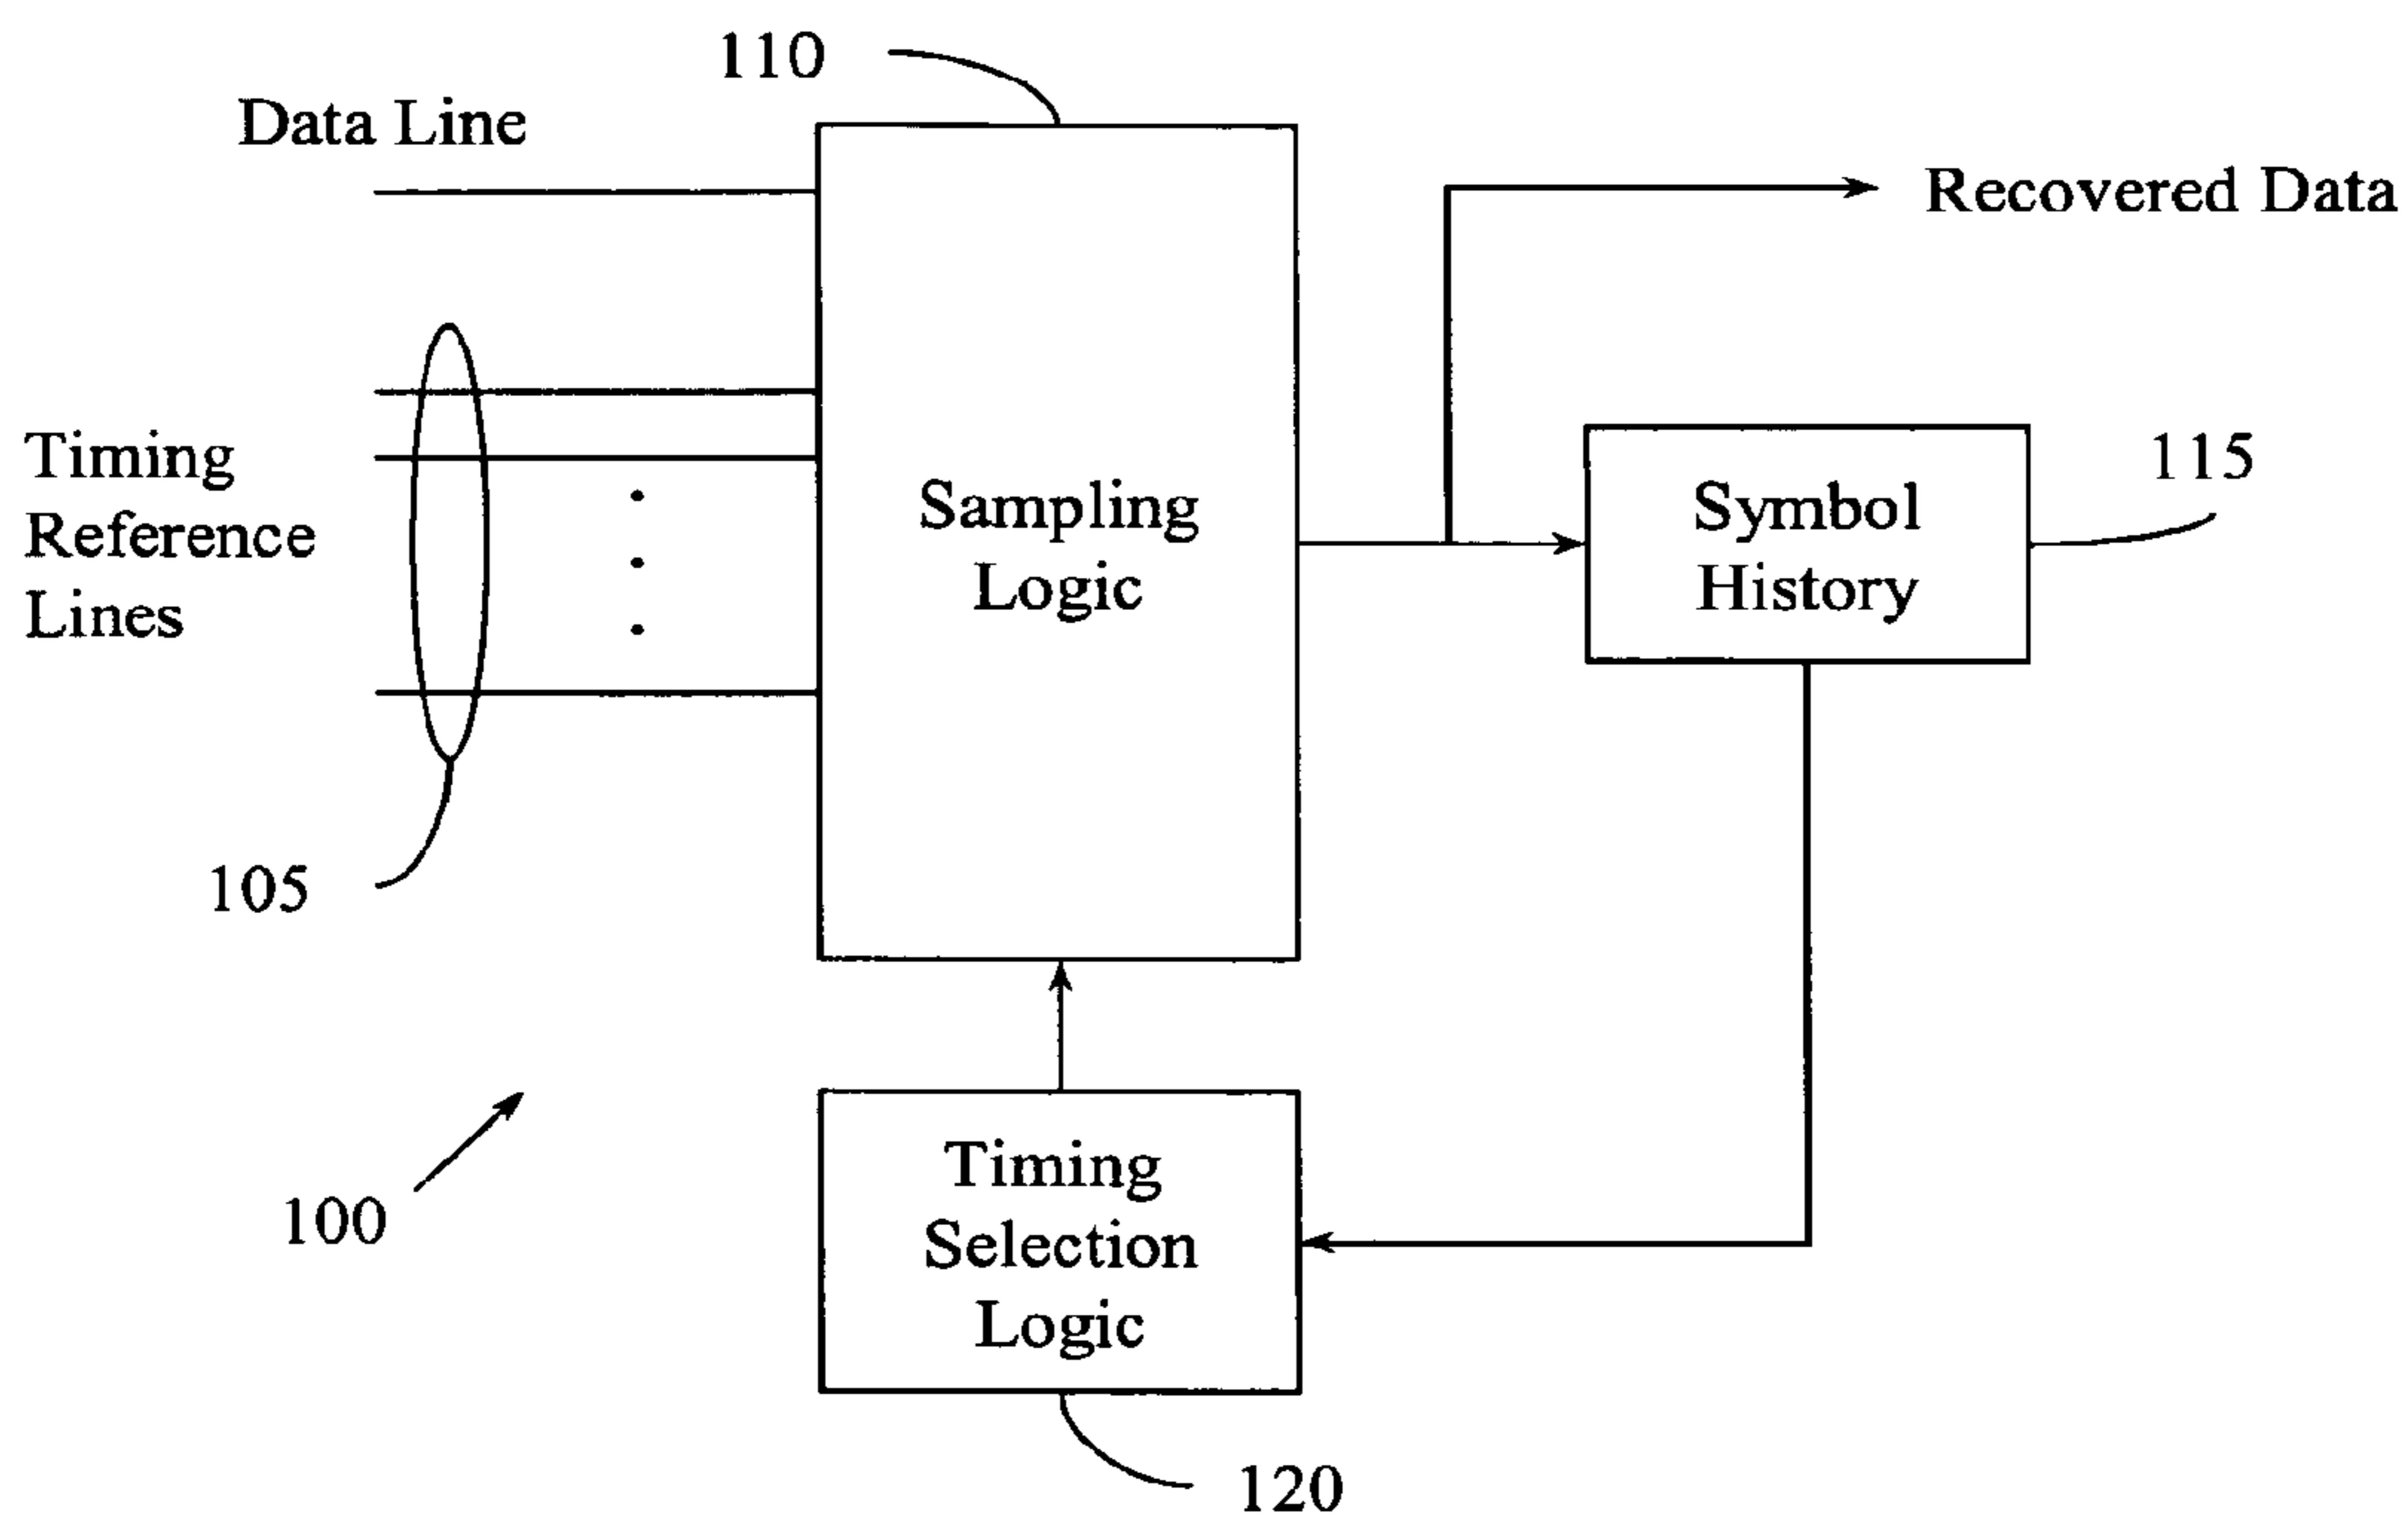 110
Data Line
Recovered Data
Timing
Reference
Lines
Sampling
Logic
Symbol
History
115
105
100
Timing
Selection
Logic
120